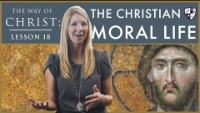 THE WAY OF
CHRIST:
LESSON 18
THE CHRISTIAN
MORAL LIFE